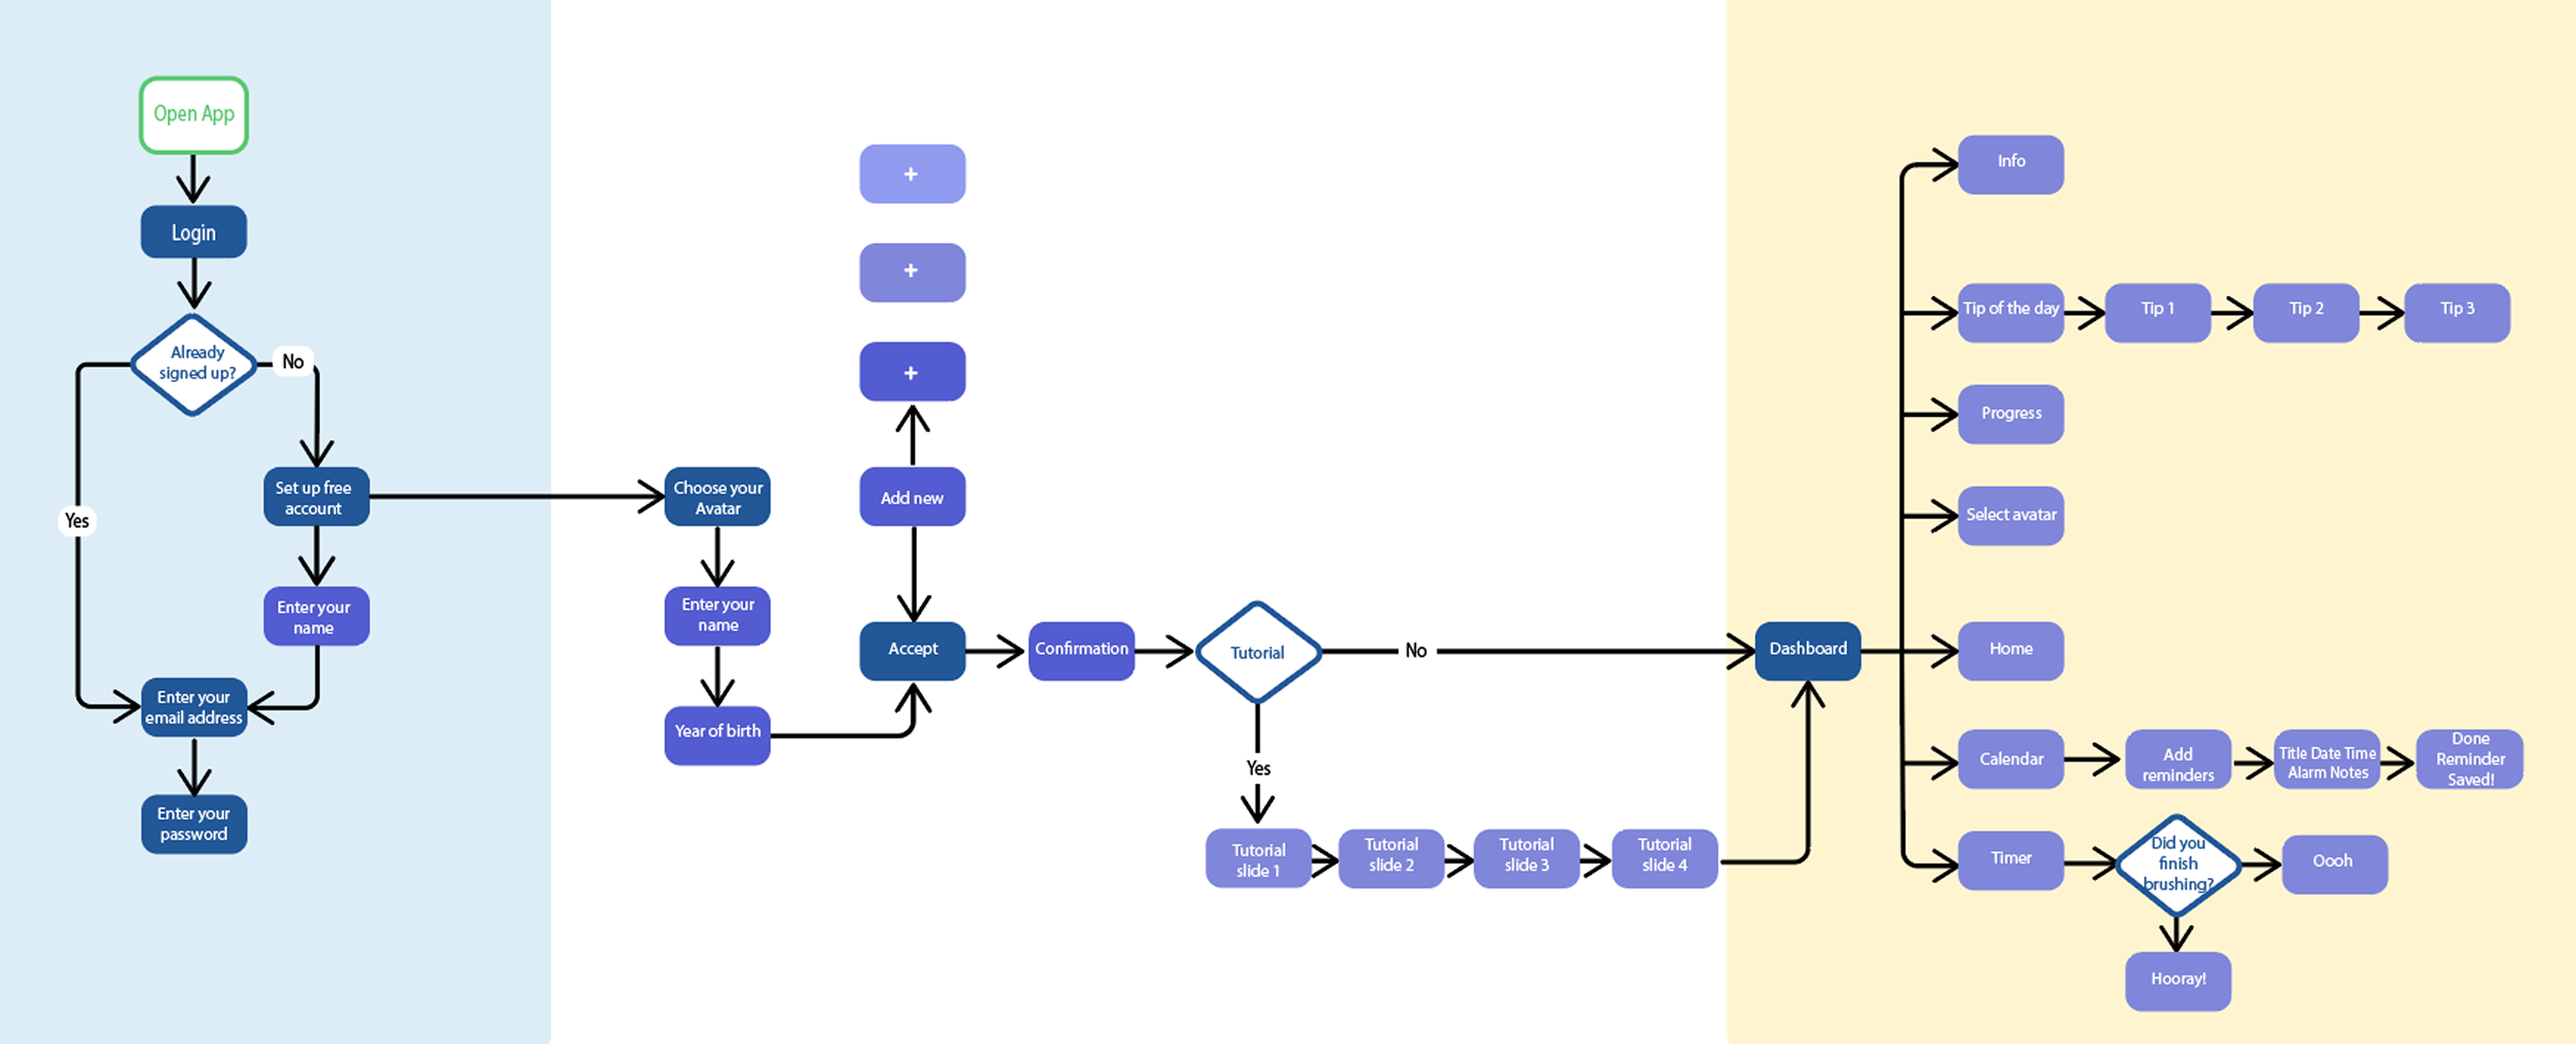 Open App
Login
Already
signed up?
No
Yes
Set up free
account
Enter your
name
Enter your
email address
Enter your
password
Choose your
Avatar
Enter your
name
Year of birth
+
+
+
Add new
Accept
Confirmation
Tutorial
No
Yes
Tutorial
slide 1
Tutorial
slide 2
Tutorial
slide 3
Tutorial
slide 4
Dashboard
Info
Tip of the day
Tip 1
Tip 2
Tip 3
Progress
Select avatar
Home
Calendar
Add
reminders
Title Date Time
Alarm Notes
Done
Reminder
Saved!
Timer
Did you
finish
brushing?
Oooh
Hooray!